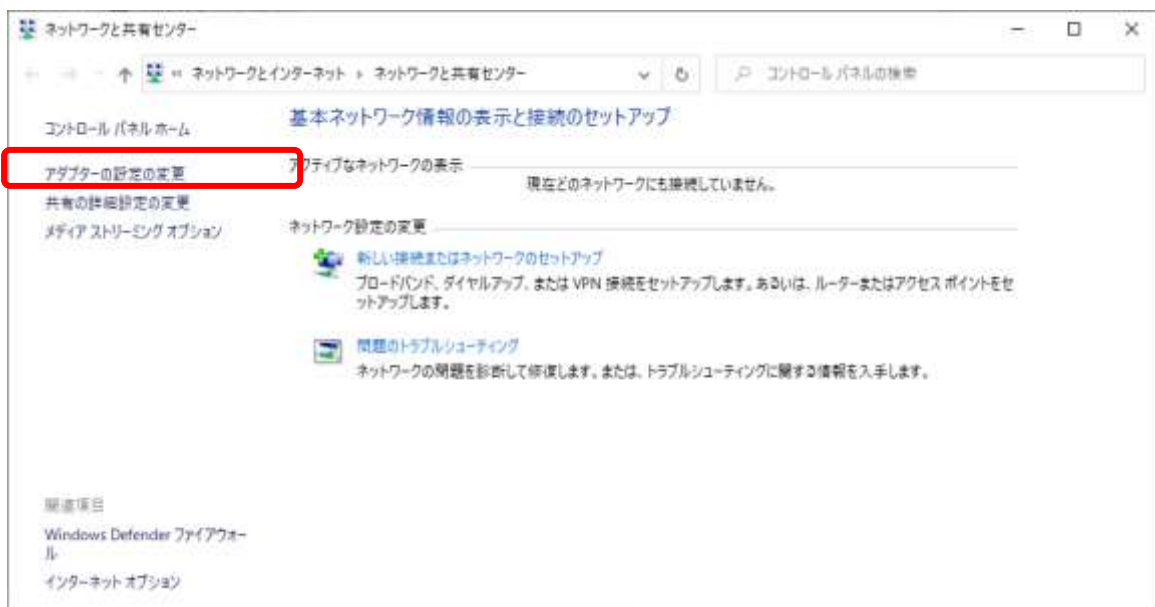 ネットワークと共有センター
« ネットワークとインターネット › ネットワークと共有センター
コントロール パネルの検索
コントロール パネル ホーム
アダプターの設定の変更
共有の詳細設定の変更
メディア ストリーミング オプション
基本ネットワーク情報の表示と接続のセットアップ
アクティブなネットワークの表示
現在どのネットワークにも接続していません。
ネットワーク設定の変更
新しい接続またはネットワークのセットアップ
ブロードバンド、ダイヤルアップ、または VPN 接続をセットアップします。あるいは、ルーターまたはアクセス ポイントをセ
ットアップします。
問題のトラブルシューティング
ネットワークの問題を診断して修復します。または、トラブルシューティングに関する情報を入手します。
関連項目
Windows Defender ファイアウォー
ル
インターネット オプション